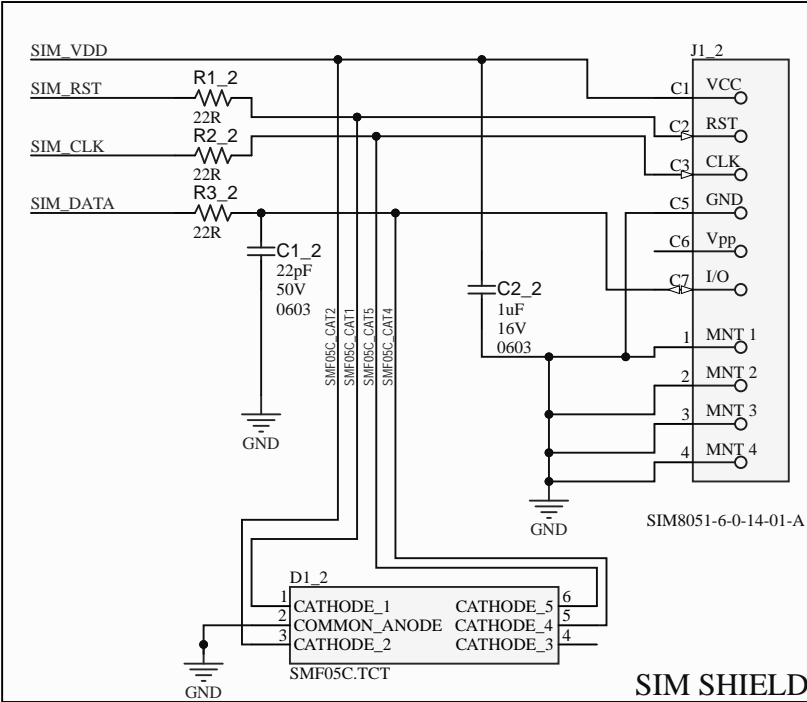 SIM_VDD
SIM_RST
SIM_CLK
SIM_DATA
R1_2
22R
R2_2
22R
R3_2
22R
C1_2
22pF
50V
0603
GND
SMF05C_CAT2
SMF05C_CAT1
SMF05C_CAT5
SMF05C_CAT4
C2_2
1uF
16V
0603
J1_2
C1 VCC
C2 RST
C3 CLK
C5 GND
C6 Vpp
C7 I/O
1 MNT 1
2 MNT 2
3 MNT 3
4 MNT 4
GND
SIM8051-6-0-14-01-A
D1_2
1 CATHODE_1 CATHODE_5 6
2 COMMON_ANODE CATHODE_4 5
3 CATHODE_2 CATHODE_3 4
SMF05C.TCT
GND
SIM SHIELD